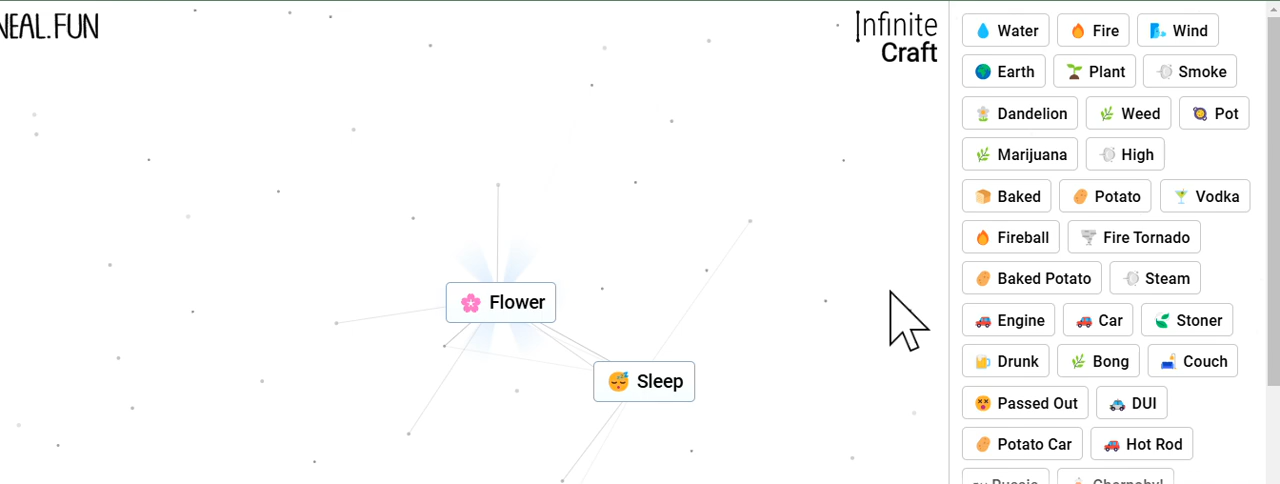 NEAL.FUN
Infinite
Craft
Water Fire Wind
Earth Plant Smoke
Dandelion Weed Pot
Marijuana High
Baked Potato Vodka
Fireball Fire Tornado
Baked Potato Steam
Engine Car Stoner
Drunk Bong Couch
Passed Out DUI
Potato Car Hot Rod
Russia Chernobyl
Flower
Sleep